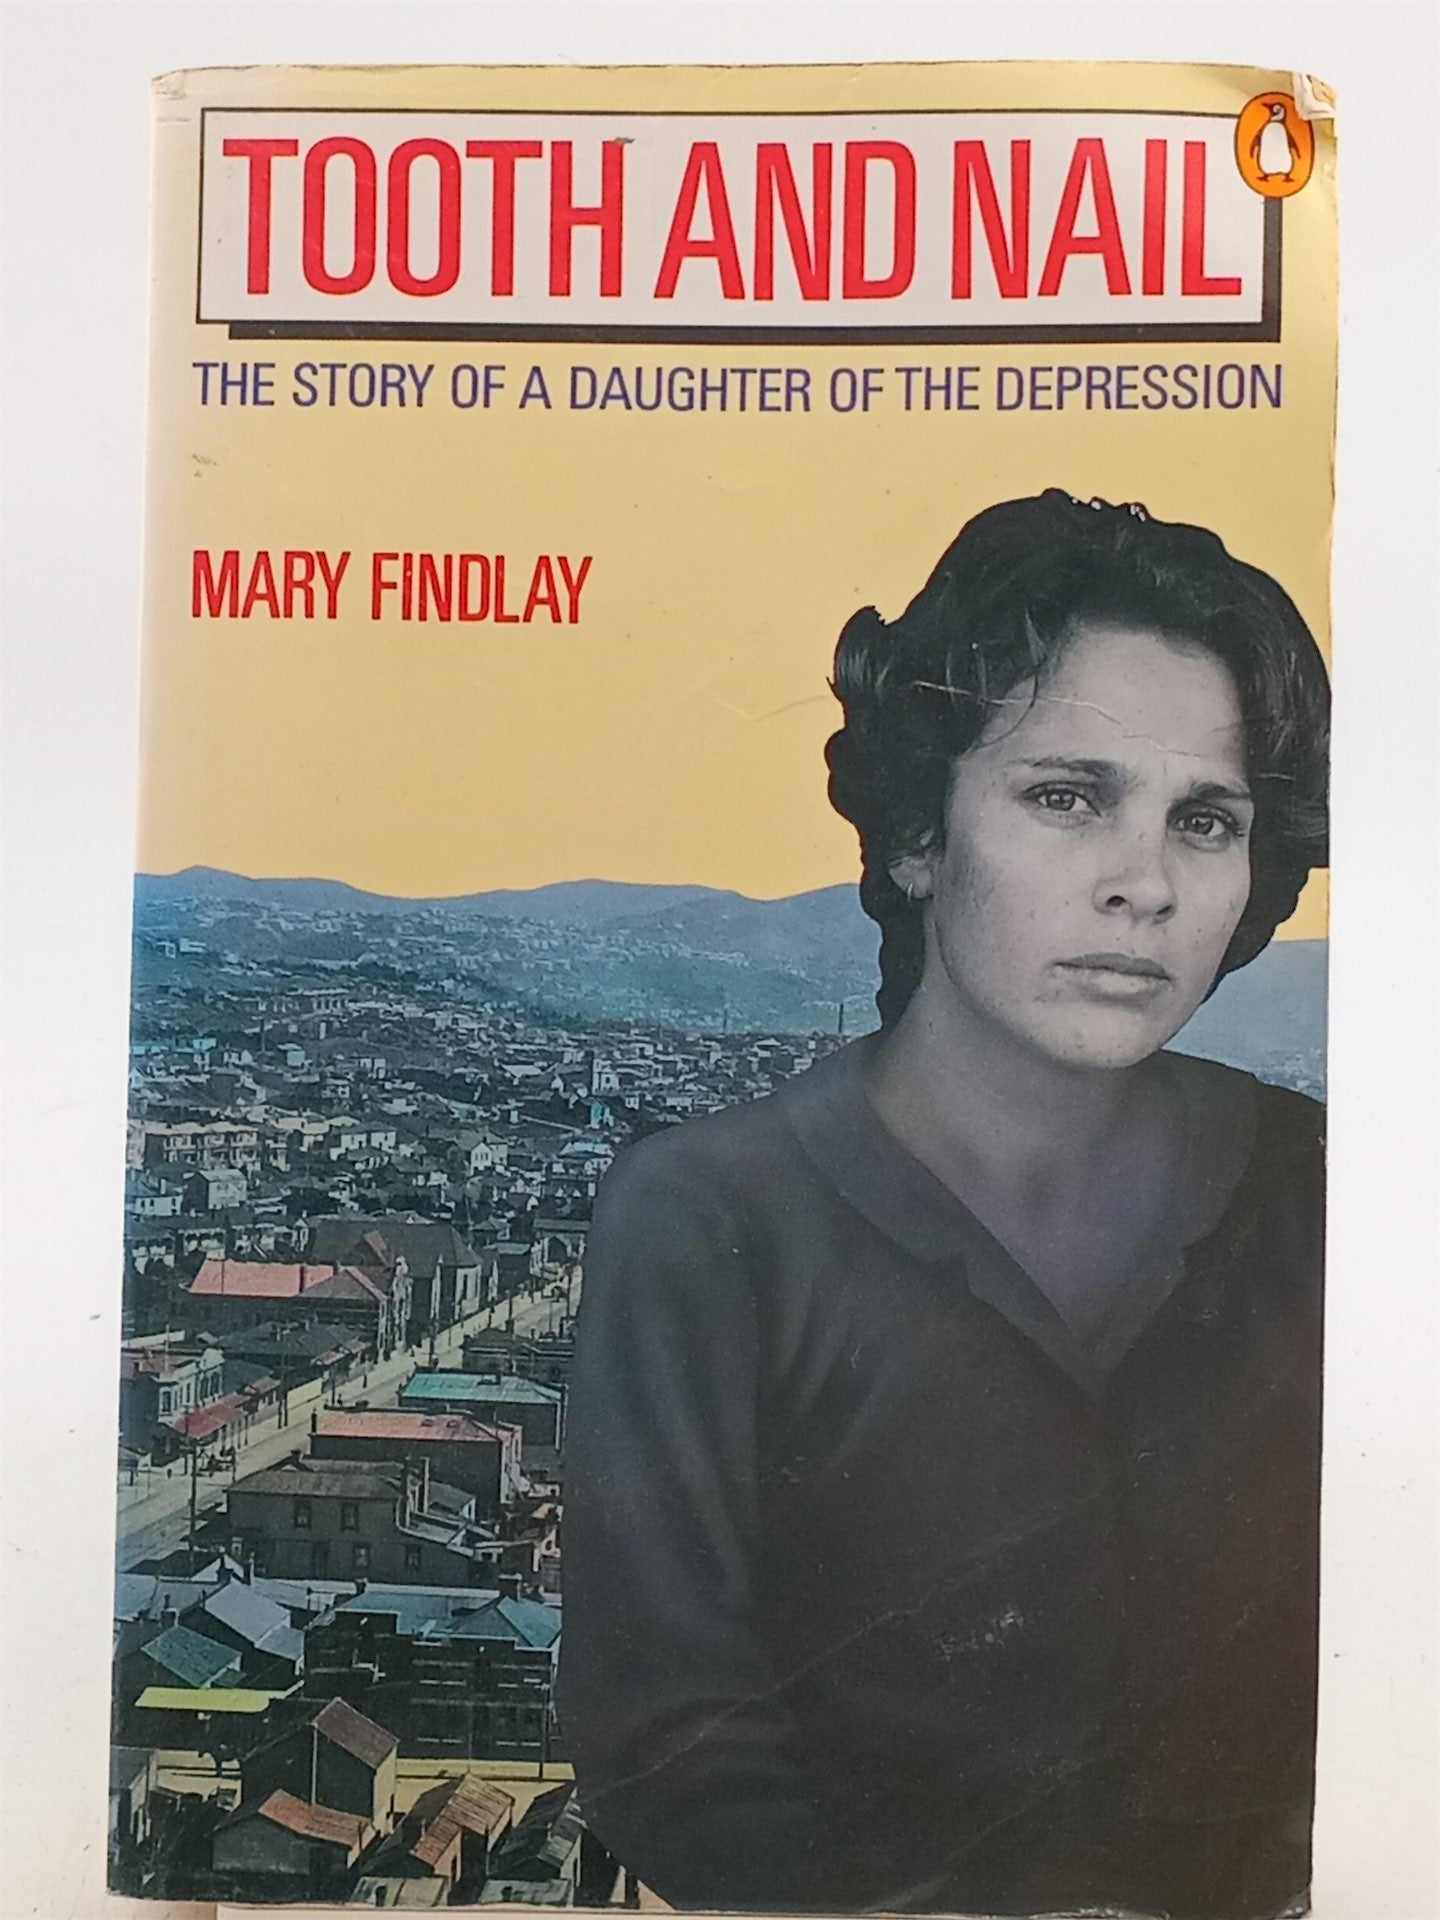 TOOTH AND NAIL
THE STORY OF A DAUGHTER OF THE DEPRESSION
MARY FINDLAY